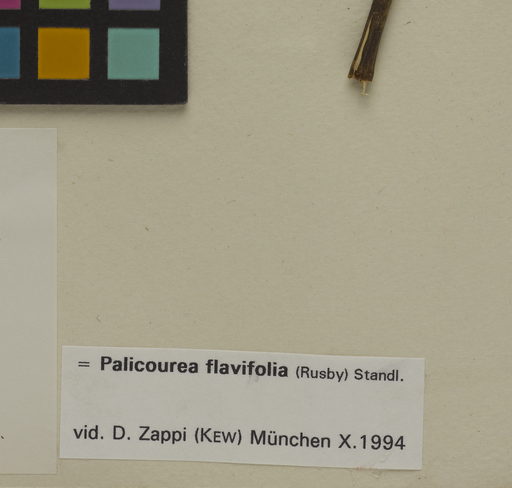 = Palicourea flavifolia (Rusby) Standl.
vid. D. Zappi (KEW) München X.1994